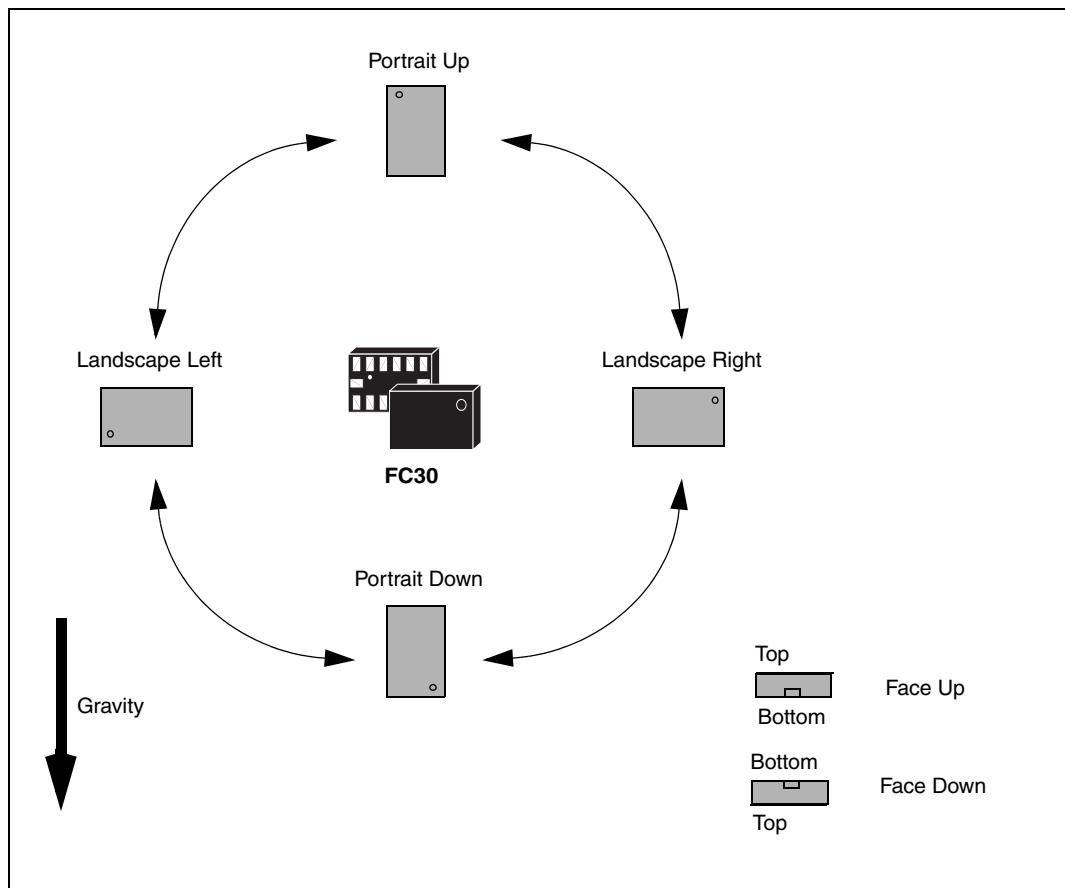 Portrait Up
Landscape Left
Landscape Right
FC30
Portrait Down
Gravity
Top
Face Up
Bottom
Bottom
Face Down
Top